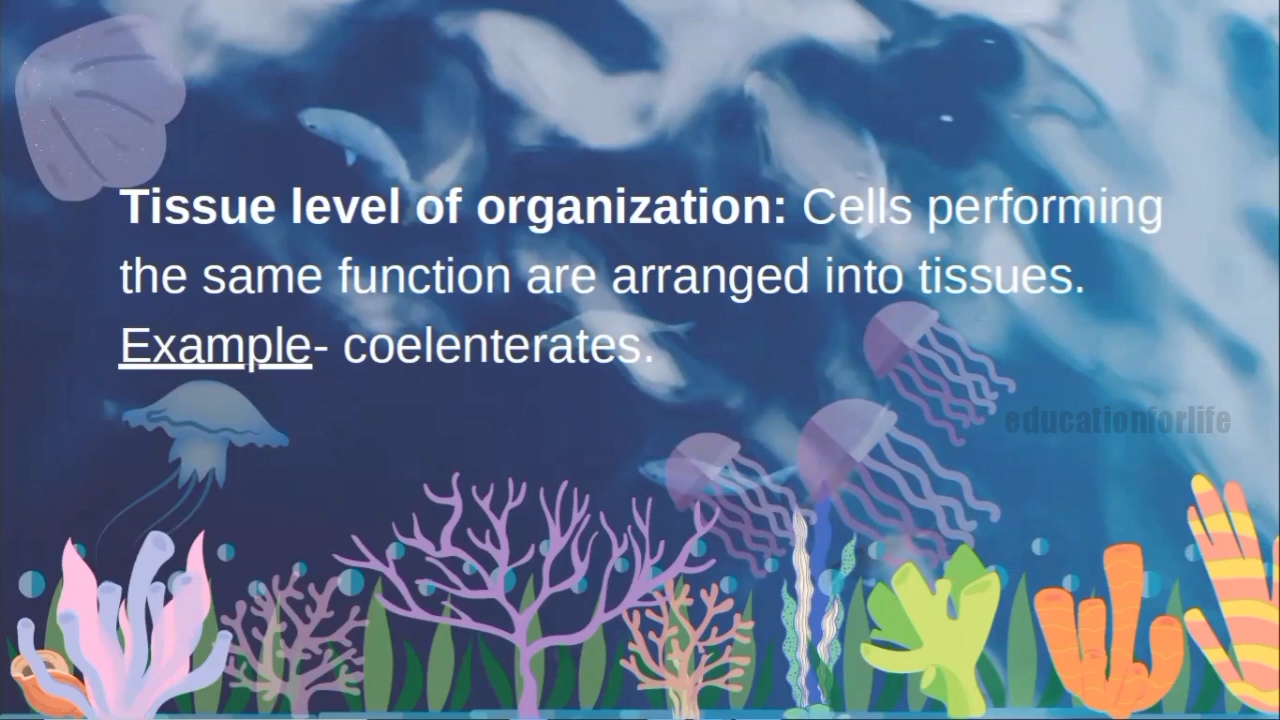 Tissue level of organization: Cells performing
the same function are arranged into tissues.
Example- coelenterates.
educationforlife